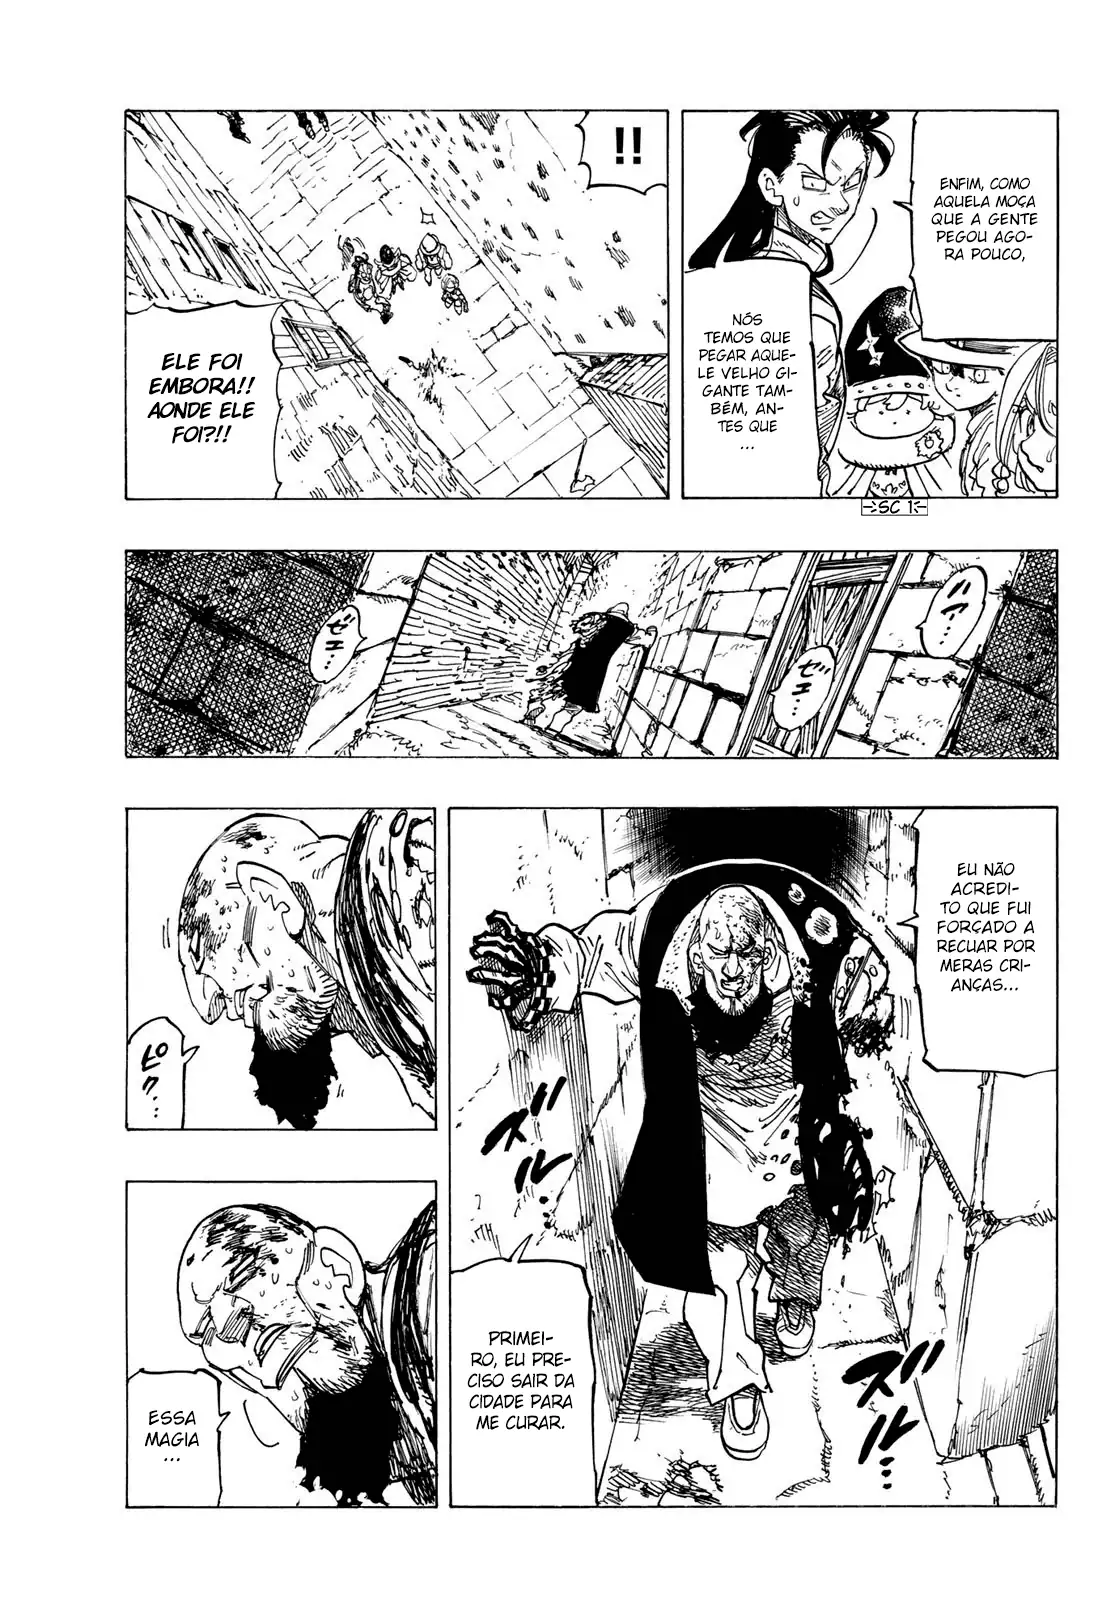 ENFIM, COMO
AQUELA MOÇA
QUE A GENTE
PEGOU AGO-
RA POUCO,
NÓS
TEMOS QUE
PEGAR AQUE-
LE VELHO GI-
GANTE TAM-
BÉM, AN-
TES QUE
...
SC 1
!!
ELE FOI
EMBORA!!
AONDE ELE
FOI?!!
ゼェ…
ゼェ…
EU NÃO
ACREDI-
TO QUE FUI
FORÇADO A
RECUAR POR
MERAS CRI-
ANÇAS...
ズル
ズル…
PRIMEI-
RO, EU PRE-
CISO SAIR DA
CIDADE PARA
ME CURAR.
ピク…
ESSA
MAGIA
...